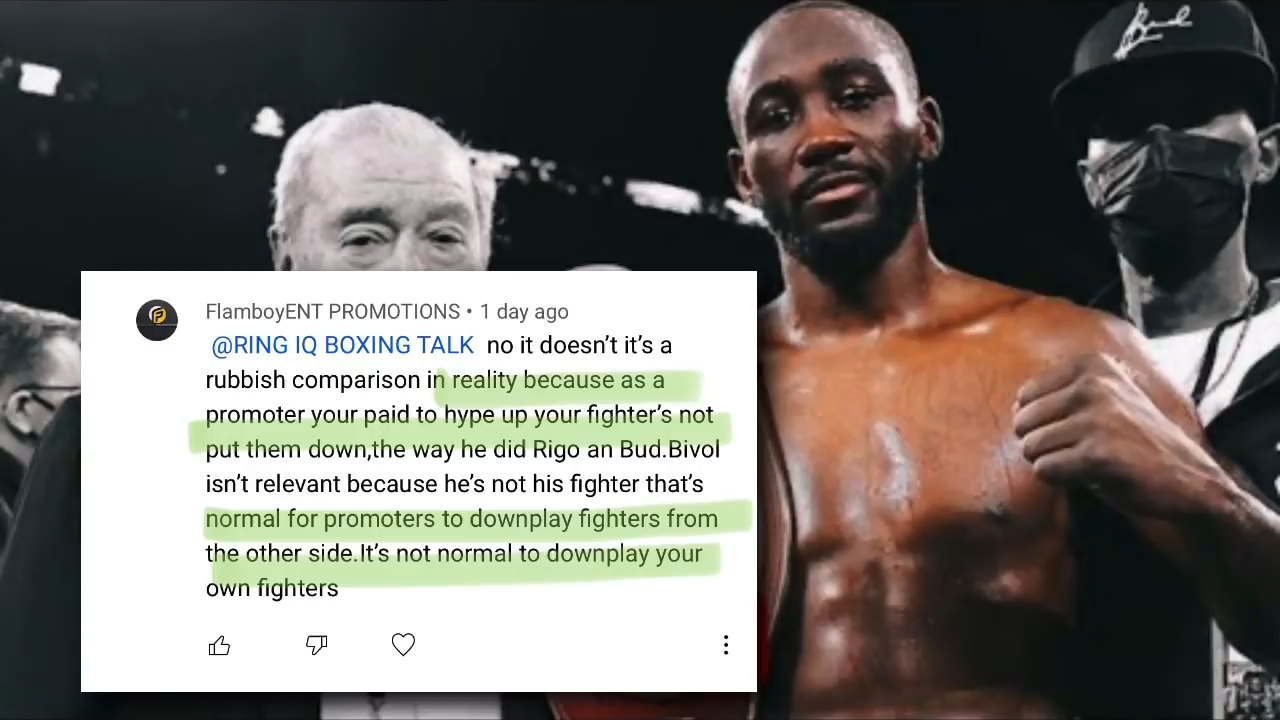 FlamboyENT PROMOTIONS • 1 day ago
@RING IQ BOXING TALK no it doesn’t it’s a
rubbish comparison in reality because as a
promoter your paid to hype up your fighter’s not
put them down,the way he did Rigo an Bud.Bivol
isn’t relevant because he’s not his fighter that’s
normal for promoters to downplay fighters from
the other side.It’s not normal to downplay your
own fighters